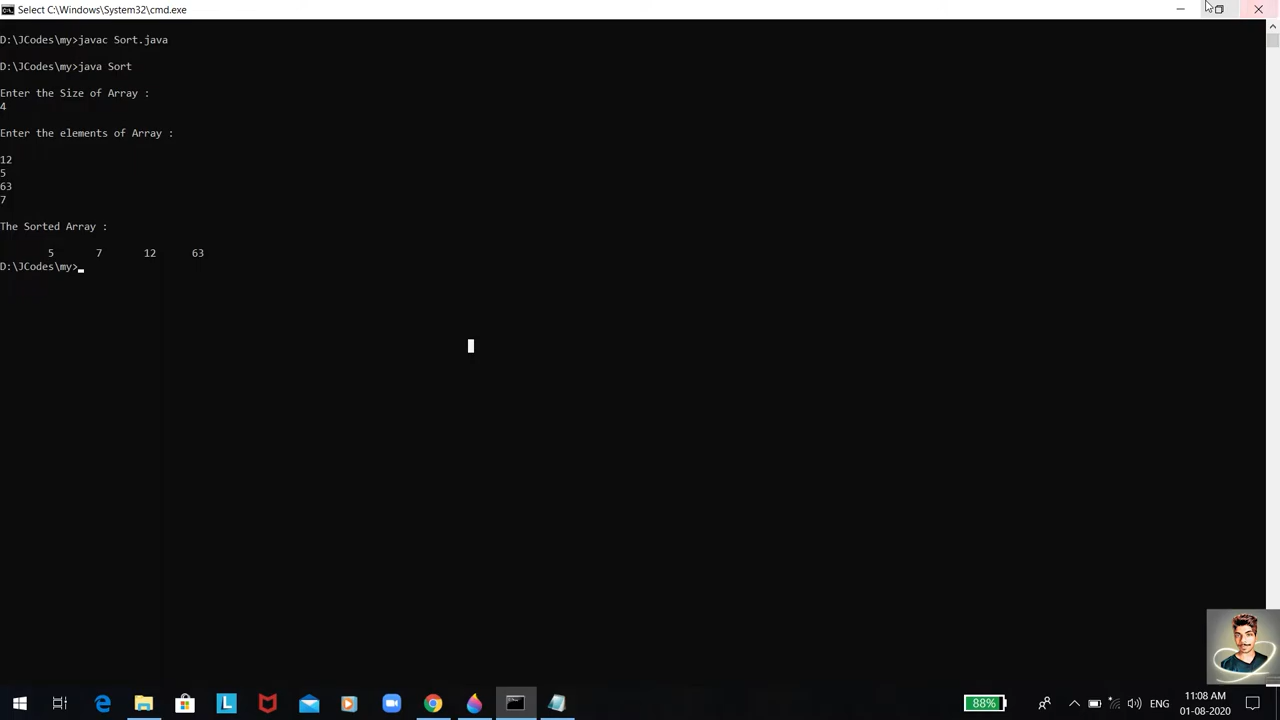 Select C:\Windows\System32\cmd.exe
D:\JCodes\my>javac Sort.java
D:\JCodes\my>java Sort
Enter the Size of Array :
4
Enter the elements of Array :
12
5
63
7
The Sorted Array :
5 7 12 63
D:\JCodes\my>
L
88%
ENG
11:08 AM
01-08-2020